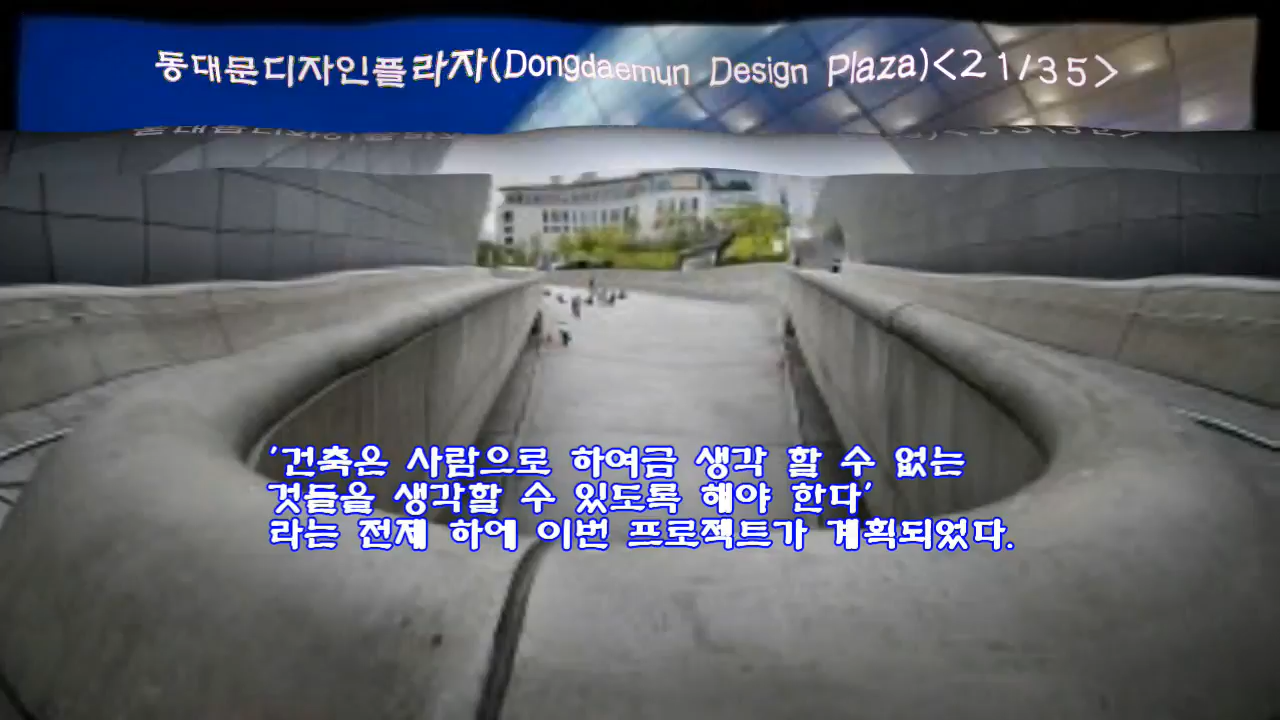 동대문디자인플라자(Dongdaemun Design Plaza)<21/35>
'건축은 사람으로 하여금 생각 할 수 없는
것들을 생각할 수 있도록 해야 한다'
라는 전제 하에 이번 프로젝트가 계획되었다.